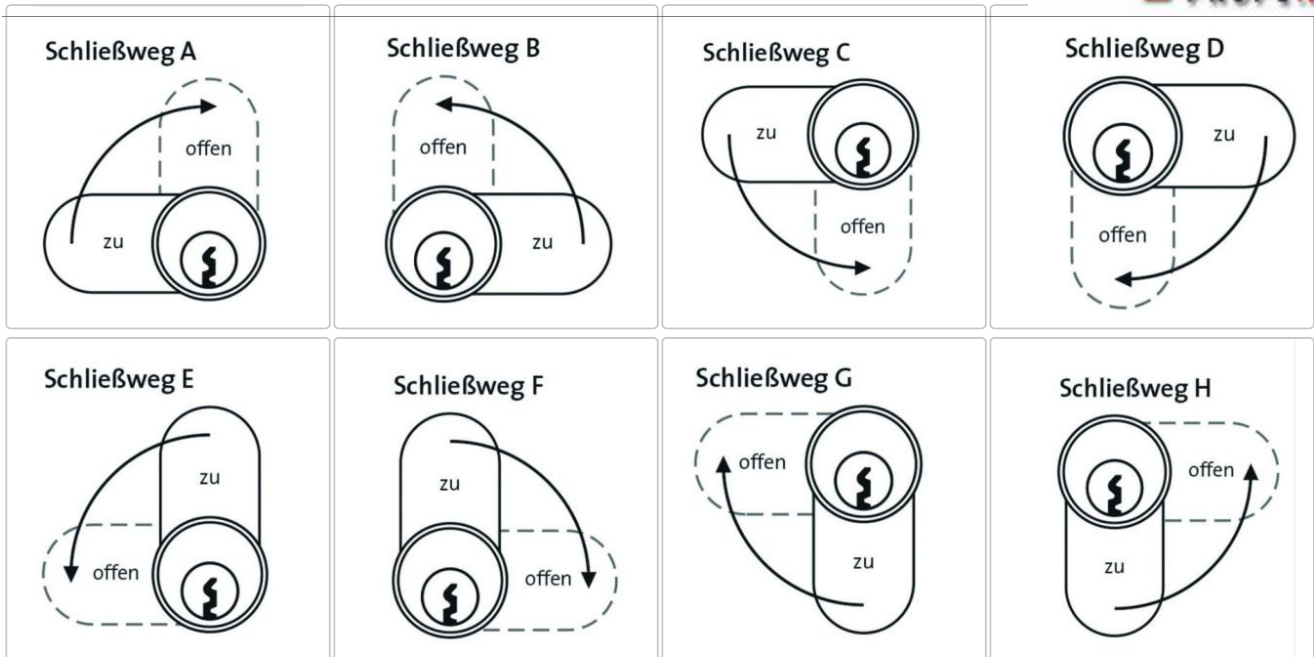 Schließweg A
offen
zu
Schließweg B
offen
zu
Schließweg C
zu
offen
Schließweg D
zu
offen
Schließweg E
zu
offen
Schließweg F
zu
offen
Schließweg G
offen
zu
Schließweg H
offen
zu